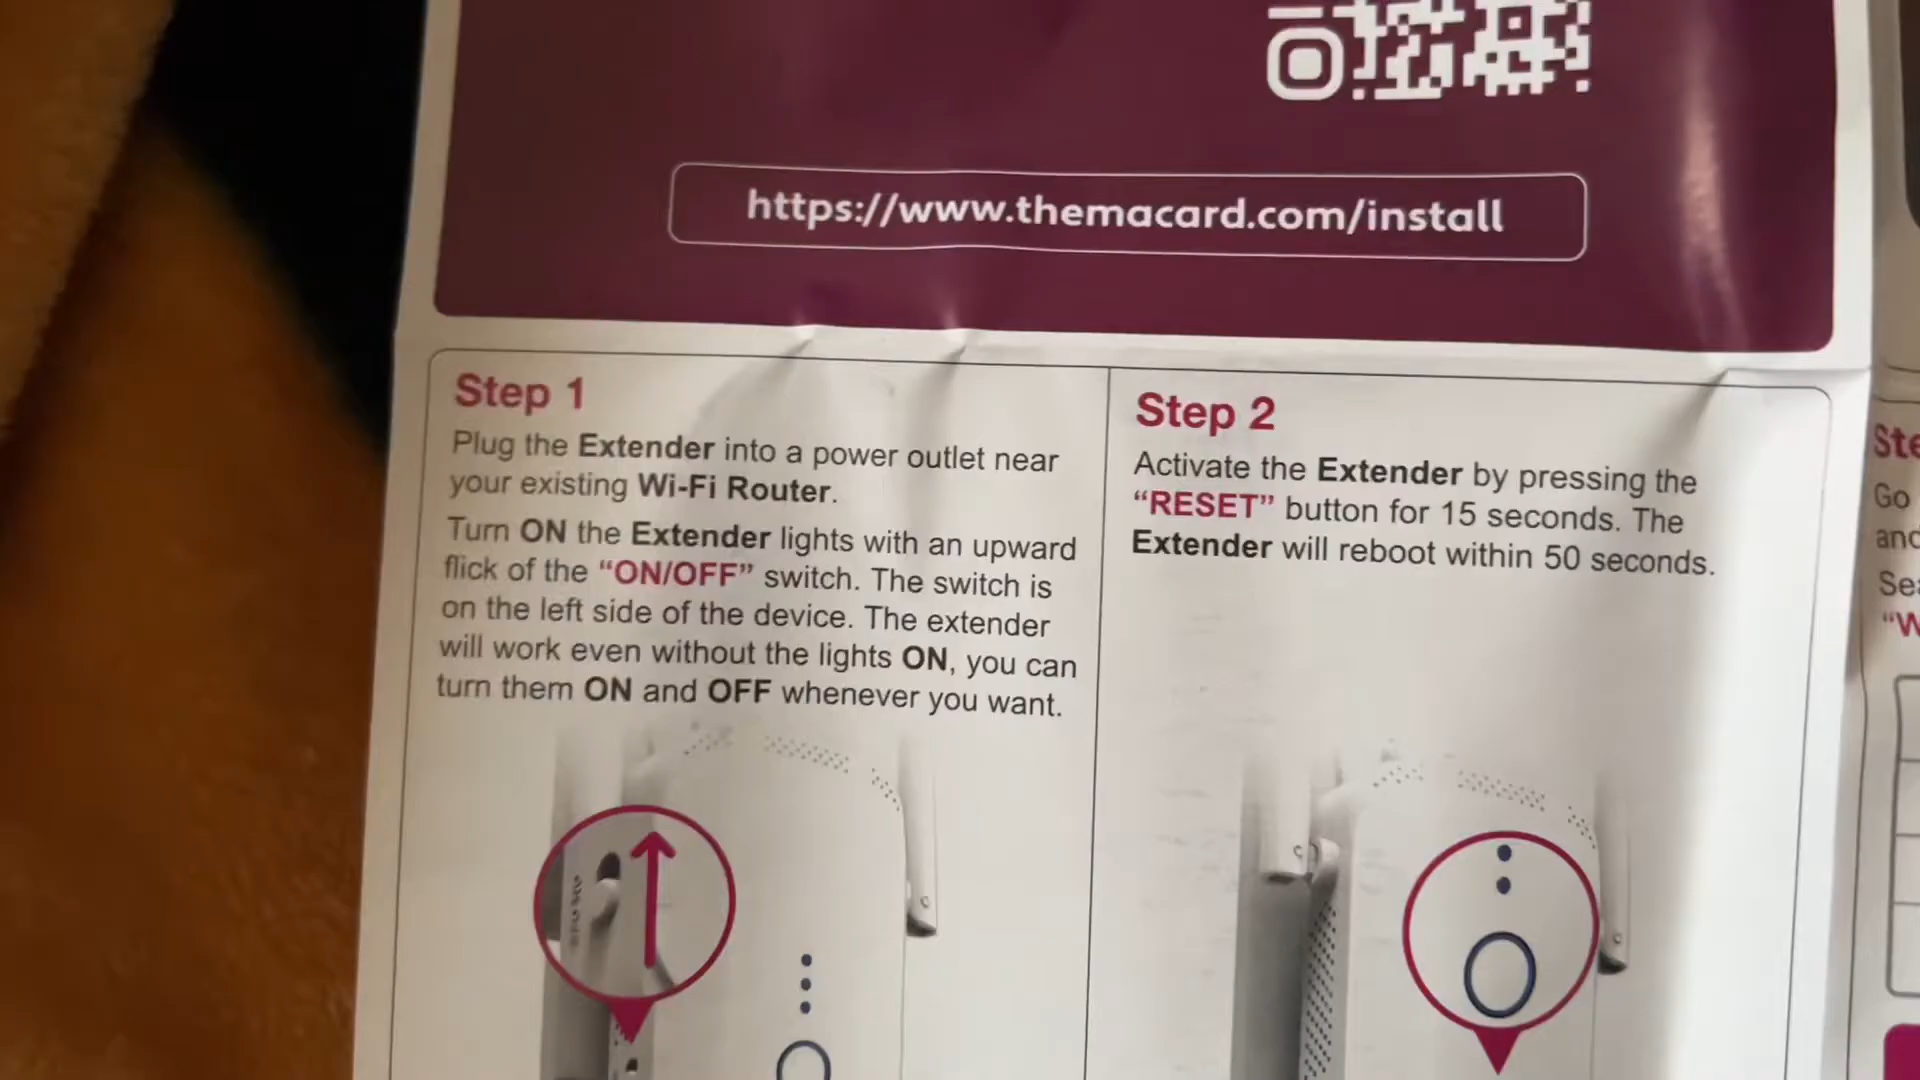 https://www.themacard.com/install
Step 1
Plug the Extender into a power outlet near
your existing Wi-Fi Router.
Turn ON the Extender lights with an upward
flick of the “ON/OFF” switch. The switch is
on the left side of the device. The extender
will work even without the lights ON, you can
turn them ON and OFF whenever you want.
Step 2
Activate the Extender by pressing the
“RESET” button for 15 seconds. The
Extender will reboot within 50 seconds.
Go